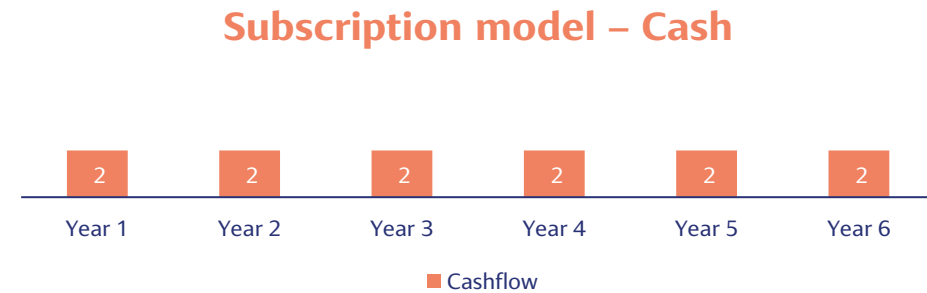 Subscription model – Cash
2 2 2 2 2 2
Year 1 Year 2 Year 3 Year 4 Year 5 Year 6
Cashflow